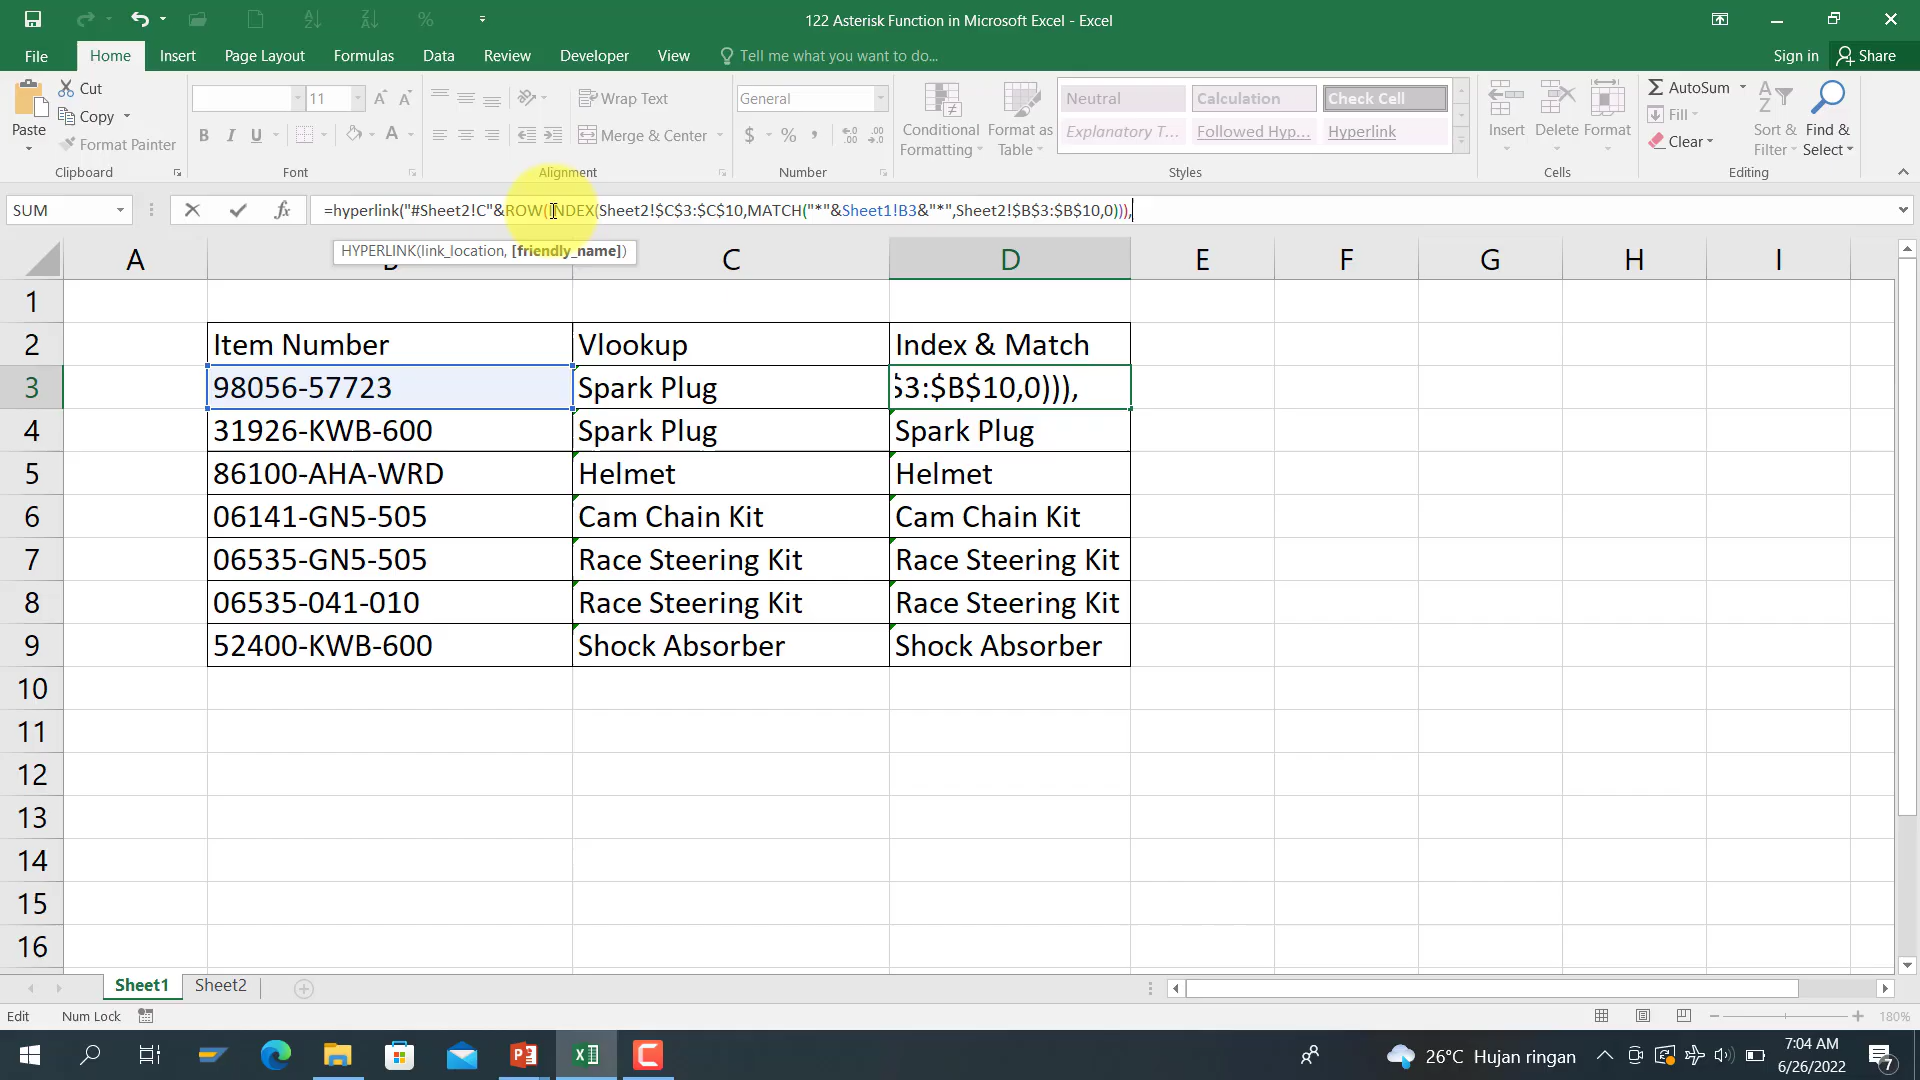 122 Asterisk Function in Microsoft Excel - Excel
File Home Insert Page Layout Formulas Data Review Developer View Tell me what you want to do... Sign in Share
Paste
Cut
Copy
Format Painter
Clipboard
11
Font
Wrap Text
Merge & Center
Alignment
General
Number
Conditional Formatting
Format as Table
Neutral Calculation Check Cell
Explanatory T... Followed Hyp... Hyperlink
Styles
Insert Delete Format
Cells
AutoSum
Fill
Clear
Sort & Filter
Find & Select
Editing
SUM =hyperlink("#Sheet2!C"&ROW(INDEX(Sheet2!$C$3:$C$10,MATCH("*"&Sheet1!B3&"*",Sheet2!$B$3:$B$10,0))),
HYPERLINK(link_location, [friendly_name])
A C D E F G H I
1
2 Item Number Vlookup Index & Match
3 98056-57723 Spark Plug $3:$B$10,0))),
4 31926-KWB-600 Spark Plug Spark Plug
5 86100-AHA-WRD Helmet Helmet
6 06141-GN5-505 Cam Chain Kit Cam Chain Kit
7 06535-GN5-505 Race Steering Kit Race Steering Kit
8 06535-041-010 Race Steering Kit Race Steering Kit
9 52400-KWB-600 Shock Absorber Shock Absorber
10
11
12
13
14
15
16
Sheet1 Sheet2
Edit Num Lock 180%
26°C Hujan ringan
7:04 AM
6/26/2022
7